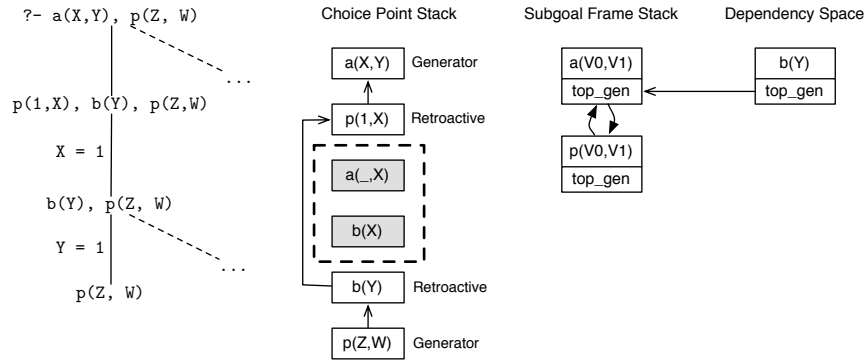 ?- a(X,Y), p(Z, W)
...
p(1,X), b(Y), p(Z,W)
X = 1
b(Y), p(Z, W)
Y = 1
...
p(Z, W)
Choice Point Stack
a(X,Y) Generator
p(1,X) Retroactive
a(_,X)
b(X)
b(Y) Retroactive
p(Z,W) Generator
Subgoal Frame Stack
a(V0,V1)
top_gen
p(V0,V1)
top_gen
Dependency Space
b(Y)
top_gen